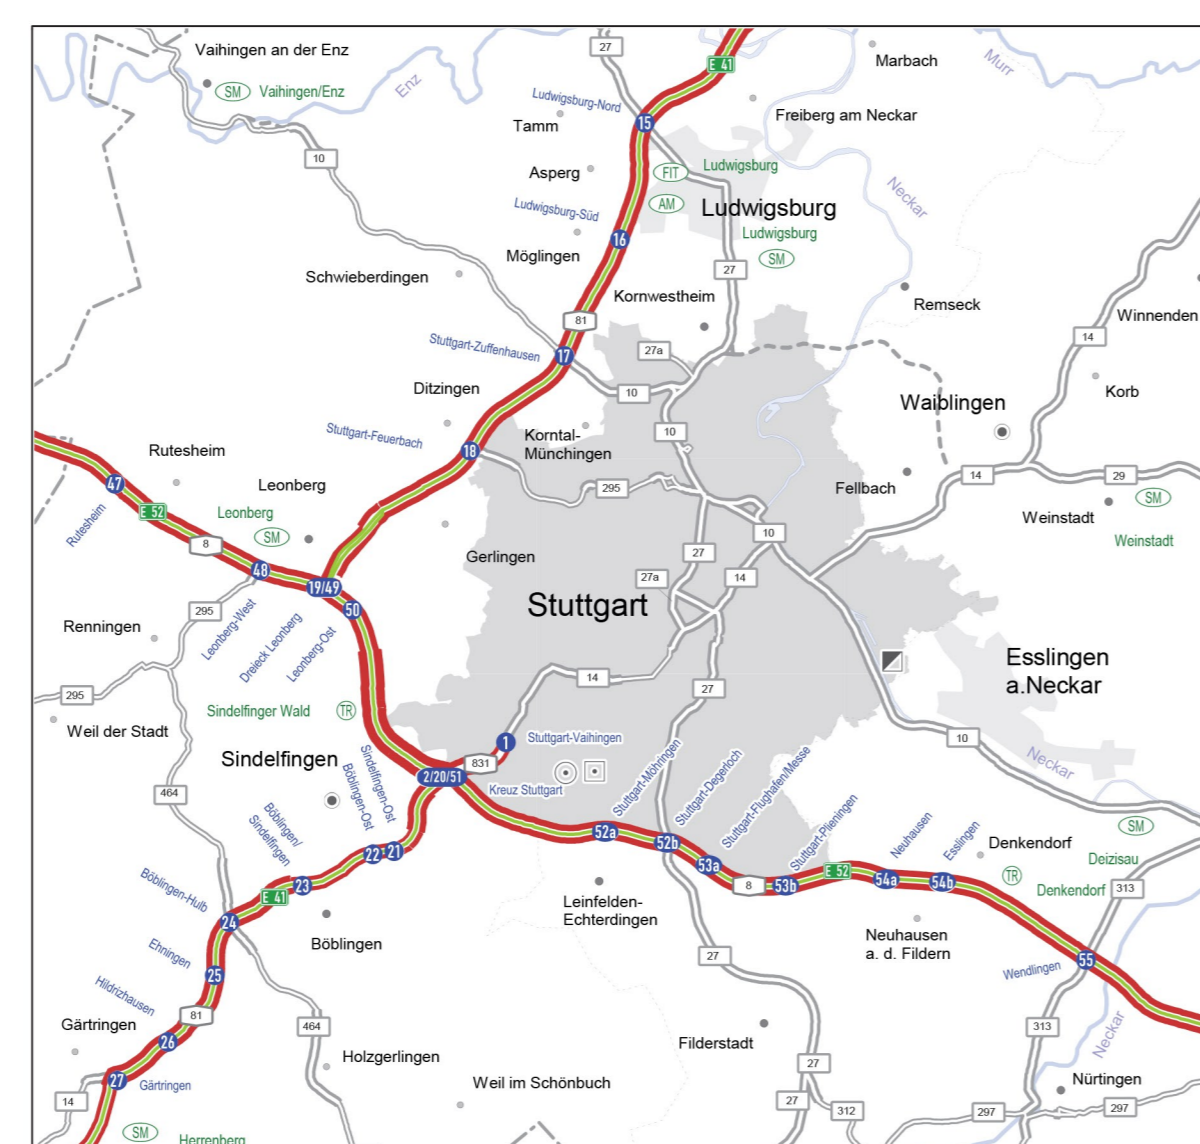 Vaihingen an der Enz
SM
Vaihingen/Enz
Enz
27
E 41
Marbach
Murr
Ludwigsburg-Nord
15
Tamm
Freiberg am Neckar
10
Asperg
FIT
Ludwigsburg
AM
Ludwigsburg
Neckar
Ludwigsburg-Süd
16
Ludwigsburg
SM
Möglingen
27
Schwieberdingen
Kornwestheim
Remseck
81
Winnenden
14
Stuttgart-Zuffenhausen
17
27a
Ditzingen
10
Korb
Waiblingen
Stuttgart-Feuerbach
18
Korntal-
Münchingen
10
Rutesheim
47
Leonberg
295
Fellbach
14
29
SM
Weinstadt
Weinstadt
Rutesheim
E 52
Leonberg
SM
8
10
Gerlingen
27
48
19/49
50
27a
14
Stuttgart
295
Renningen
Leonberg-West
Dreieck Leonberg
Leonberg-Ost
Esslingen
a.Neckar
295
14
27
Weil der Stadt
Sindelfinger Wald
TR
Sindelfingen
1
Stuttgart-Vaihingen
10
Neckar
831
2/20/51
Kreuz Stuttgart
464
Sindelfingen-Ost
Böblingen-Ost
Böblingen/
Sindelfingen
Stuttgart-Möhringen
Stuttgart-Degerloch
Stuttgart-Flughafen/Messe
Stuttgart-Plieningen
Neuhausen
Esslingen
52a
52b
53a
8
53b
E 52
54a
54b
Denkendorf
TR
Denkendorf
SM
Deizisau
313
22
21
23
E 41
Böblingen-Hulb
24
Böblingen
Leinfelden-
Echterdingen
Neuhausen
a. d. Fildern
27
Ehningen
25
Wendlingen
55
Hildrizhausen
81
Gärtringen
26
464
Holzgerlingen
Filderstadt
313
Neckar
27
Gärtringen
27
Weil im Schönbuch
Nürtingen
14
27
312
297
297
SM
Herrenberg